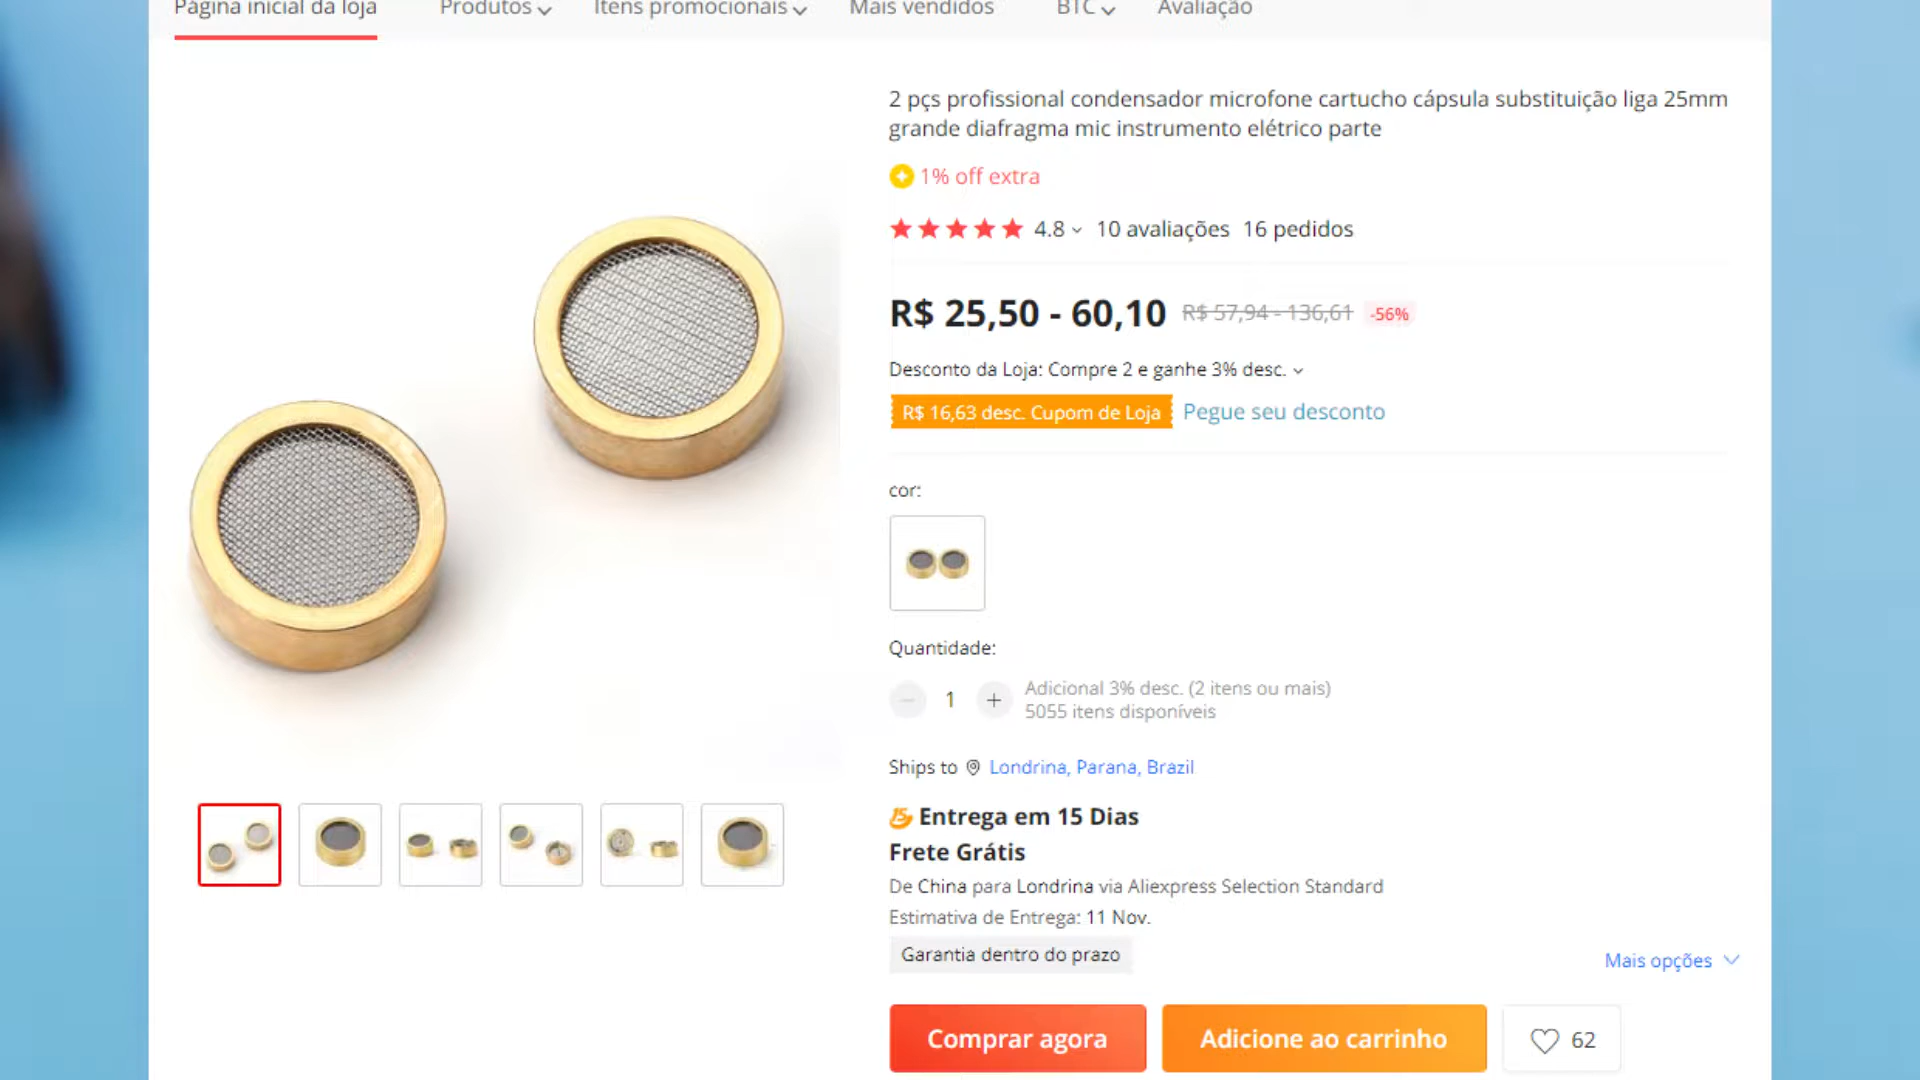 Página inicial da loja Produtos Itens promocionais Mais vendidos BTC Avaliação
2 pçs profissional condensador microfone cartucho cápsula substituição liga 25mm
grande diafragma mic instrumento elétrico parte
1% off extra
4.8 10 avaliações 16 pedidos
R$ 25,50 - 60,10 R$ 57,94 - 136,61 -56%
Desconto da Loja: Compre 2 e ganhe 3% desc.
R$ 16,63 desc. Cupom de Loja Pegue seu desconto
cor:
Quantidade:
1
Adicional 3% desc. (2 itens ou mais)
5055 itens disponíveis
Ships to Londrina, Parana, Brazil
15 Entrega em 15 Dias
Frete Grátis
De China para Londrina via Aliexpress Selection Standard
Estimativa de Entrega: 11 Nov.
Garantia dentro do prazo
Mais opções
Comprar agora Adicione ao carrinho 62